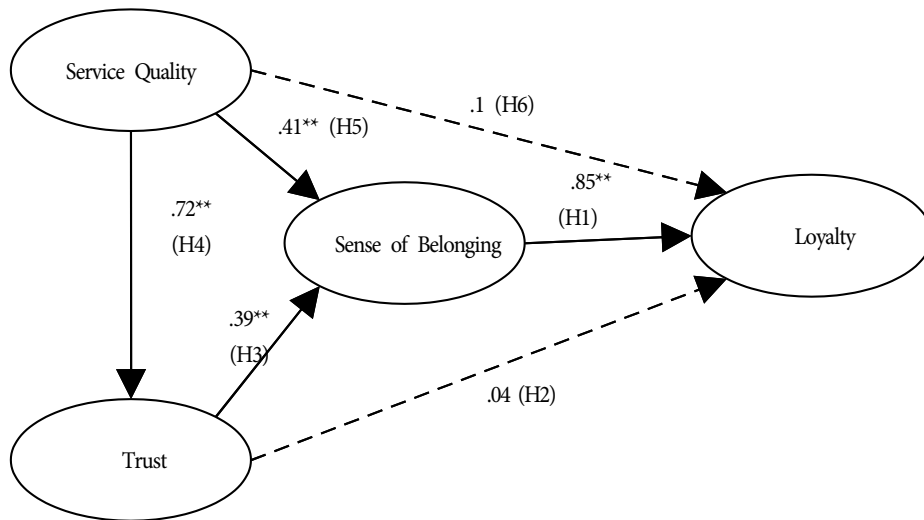 Service Quality
.1 (H6)
.41** (H5)
.85**
(H1)
.72**
(H4)
Sense of Belonging
Loyalty
.39**
(H3)
.04 (H2)
Trust